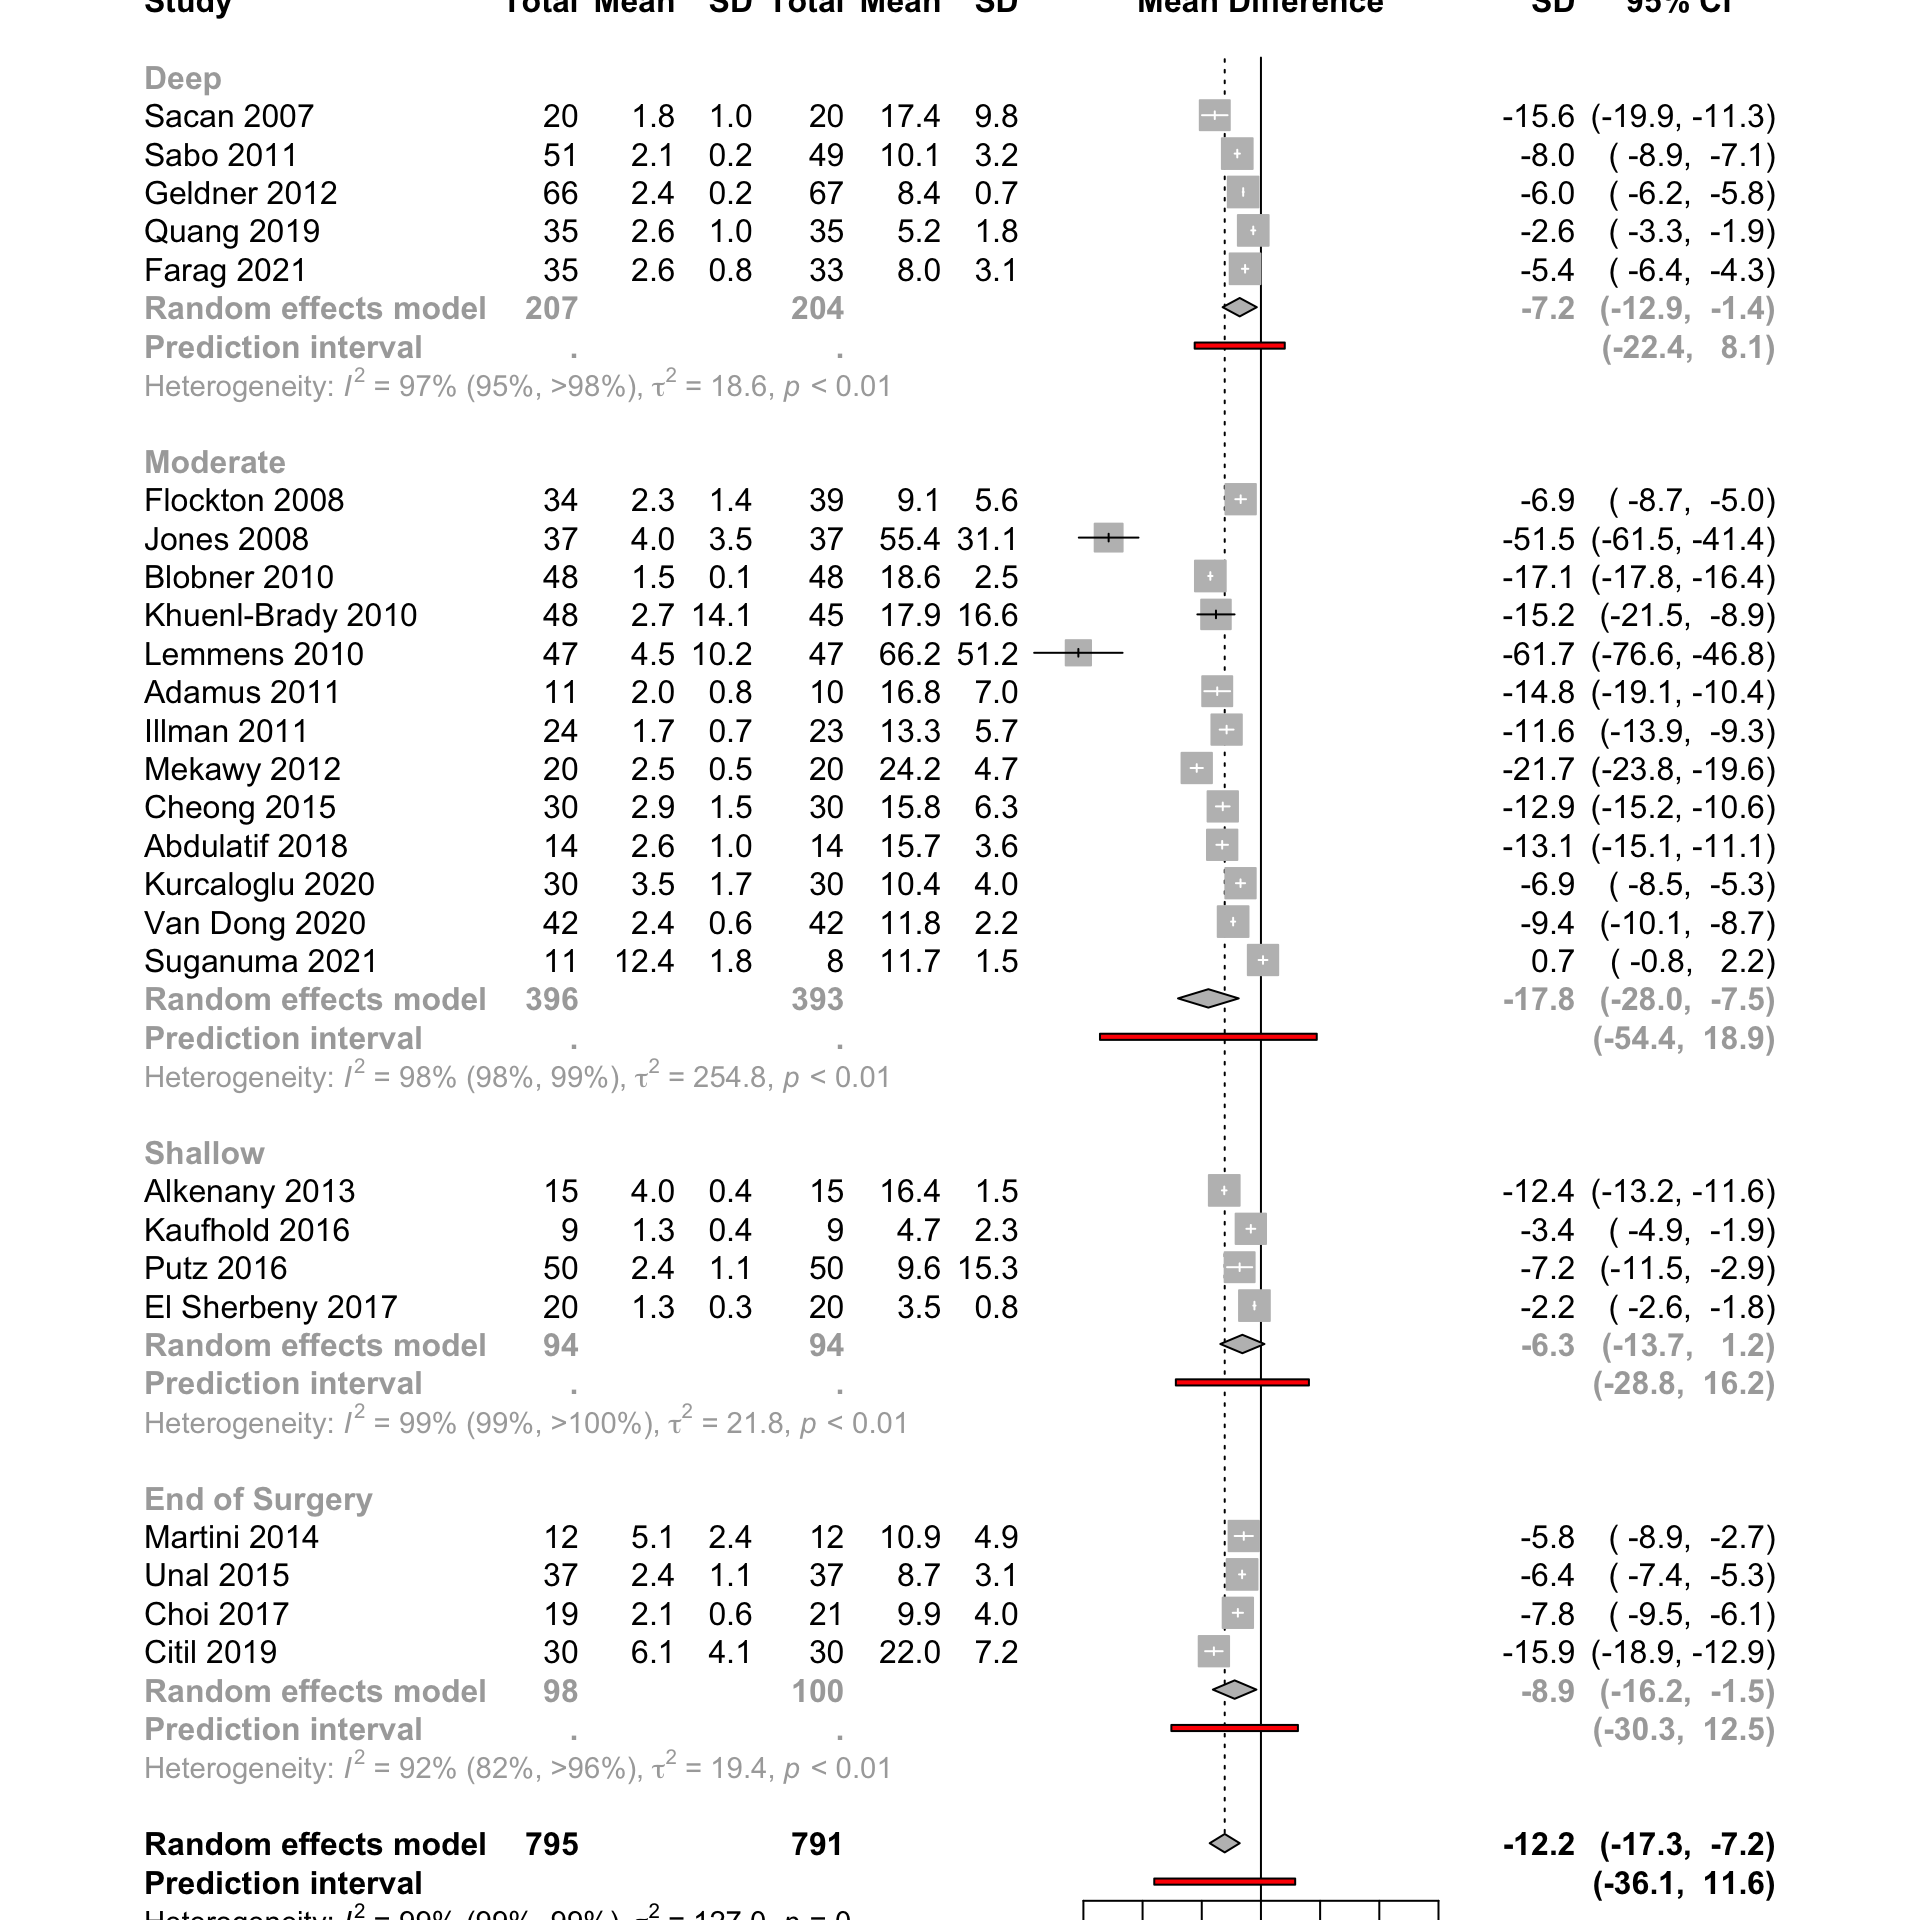 Study Total Mean SD Total Mean SD Mean Difference SD 95% CI
Deep
Sacan 2007 20 1.8 1.0 20 17.4 9.8 -15.6 (-19.9, -11.3)
Sabo 2011 51 2.1 0.2 49 10.1 3.2 -8.0 ( -8.9, -7.1)
Geldner 2012 66 2.4 0.2 67 8.4 0.7 -6.0 ( -6.2, -5.8)
Quang 2019 35 2.6 1.0 35 5.2 1.8 -2.6 ( -3.3, -1.9)
Farag 2021 35 2.6 0.8 33 8.0 3.1 -5.4 ( -6.4, -4.3)
Random effects model 207 204 -7.2 (-12.9, -1.4)
Prediction interval . . (-22.4, 8.1)
Heterogeneity: I² = 97% (95%, >98%), τ² = 18.6, p < 0.01
Moderate
Flockton 2008 34 2.3 1.4 39 9.1 5.6 -6.9 ( -8.7, -5.0)
Jones 2008 37 4.0 3.5 37 55.4 31.1 -51.5 (-61.5, -41.4)
Blobner 2010 48 1.5 0.1 48 18.6 2.5 -17.1 (-17.8, -16.4)
Khuenl-Brady 2010 48 2.7 14.1 45 17.9 16.6 -15.2 (-21.5, -8.9)
Lemmens 2010 47 4.5 10.2 47 66.2 51.2 -61.7 (-76.6, -46.8)
Adamus 2011 11 2.0 0.8 10 16.8 7.0 -14.8 (-19.1, -10.4)
Illman 2011 24 1.7 0.7 23 13.3 5.7 -11.6 (-13.9, -9.3)
Mekawy 2012 20 2.5 0.5 20 24.2 4.7 -21.7 (-23.8, -19.6)
Cheong 2015 30 2.9 1.5 30 15.8 6.3 -12.9 (-15.2, -10.6)
Abdulatif 2018 14 2.6 1.0 14 15.7 3.6 -13.1 (-15.1, -11.1)
Kurcaloglu 2020 30 3.5 1.7 30 10.4 4.0 -6.9 ( -8.5, -5.3)
Van Dong 2020 42 2.4 0.6 42 11.8 2.2 -9.4 (-10.1, -8.7)
Suganuma 2021 11 12.4 1.8 8 11.7 1.5 0.7 ( -0.8, 2.2)
Random effects model 396 393 -17.8 (-28.0, -7.5)
Prediction interval . . (-54.4, 18.9)
Heterogeneity: I² = 98% (98%, 99%), τ² = 254.8, p < 0.01
Shallow
Alkenany 2013 15 4.0 0.4 15 16.4 1.5 -12.4 (-13.2, -11.6)
Kaufhold 2016 9 1.3 0.4 9 4.7 2.3 -3.4 ( -4.9, -1.9)
Putz 2016 50 2.4 1.1 50 9.6 15.3 -7.2 (-11.5, -2.9)
El Sherbeny 2017 20 1.3 0.3 20 3.5 0.8 -2.2 ( -2.6, -1.8)
Random effects model 94 94 -6.3 (-13.7, 1.2)
Prediction interval . . (-28.8, 16.2)
Heterogeneity: I² = 99% (99%, >100%), τ² = 21.8, p < 0.01
End of Surgery
Martini 2014 12 5.1 2.4 12 10.9 4.9 -5.8 ( -8.9, -2.7)
Unal 2015 37 2.4 1.1 37 8.7 3.1 -6.4 ( -7.4, -5.3)
Choi 2017 19 2.1 0.6 21 9.9 4.0 -7.8 ( -9.5, -6.1)
Citil 2019 30 6.1 4.1 30 22.0 7.2 -15.9 (-18.9, -12.9)
Random effects model 98 100 -8.9 (-16.2, -1.5)
Prediction interval . . (-30.3, 12.5)
Heterogeneity: I² = 92% (82%, >96%), τ² = 19.4, p < 0.01
Random effects model 795 791 -12.2 (-17.3, -7.2)
Prediction interval (-36.1, 11.6)
Heterogeneity: I² = 99% (99%, 99%), τ² = 127.0, p = 0